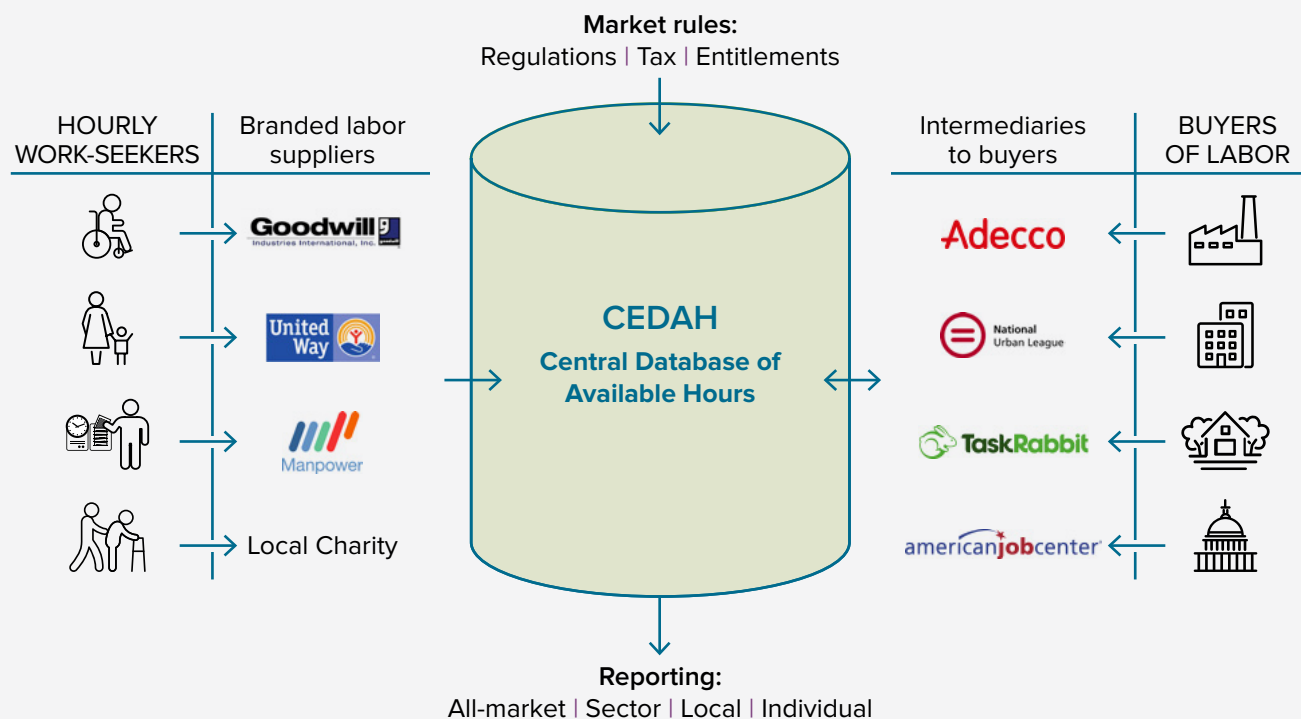 Market rules:
Regulations | Tax | Entitlements
HOURLY
WORK-SEEKERS
Branded labor
suppliers
Intermediaries
to buyers
BUYERS
OF LABOR
Goodwill
Industries International, Inc.
goodwill
Adecco
United
Way
CEDAH
Central Database of
Available Hours
National
Urban League
Manpower
TaskRabbit
Local Charity
americanjobcenter
Reporting:
All-market | Sector | Local | Individual